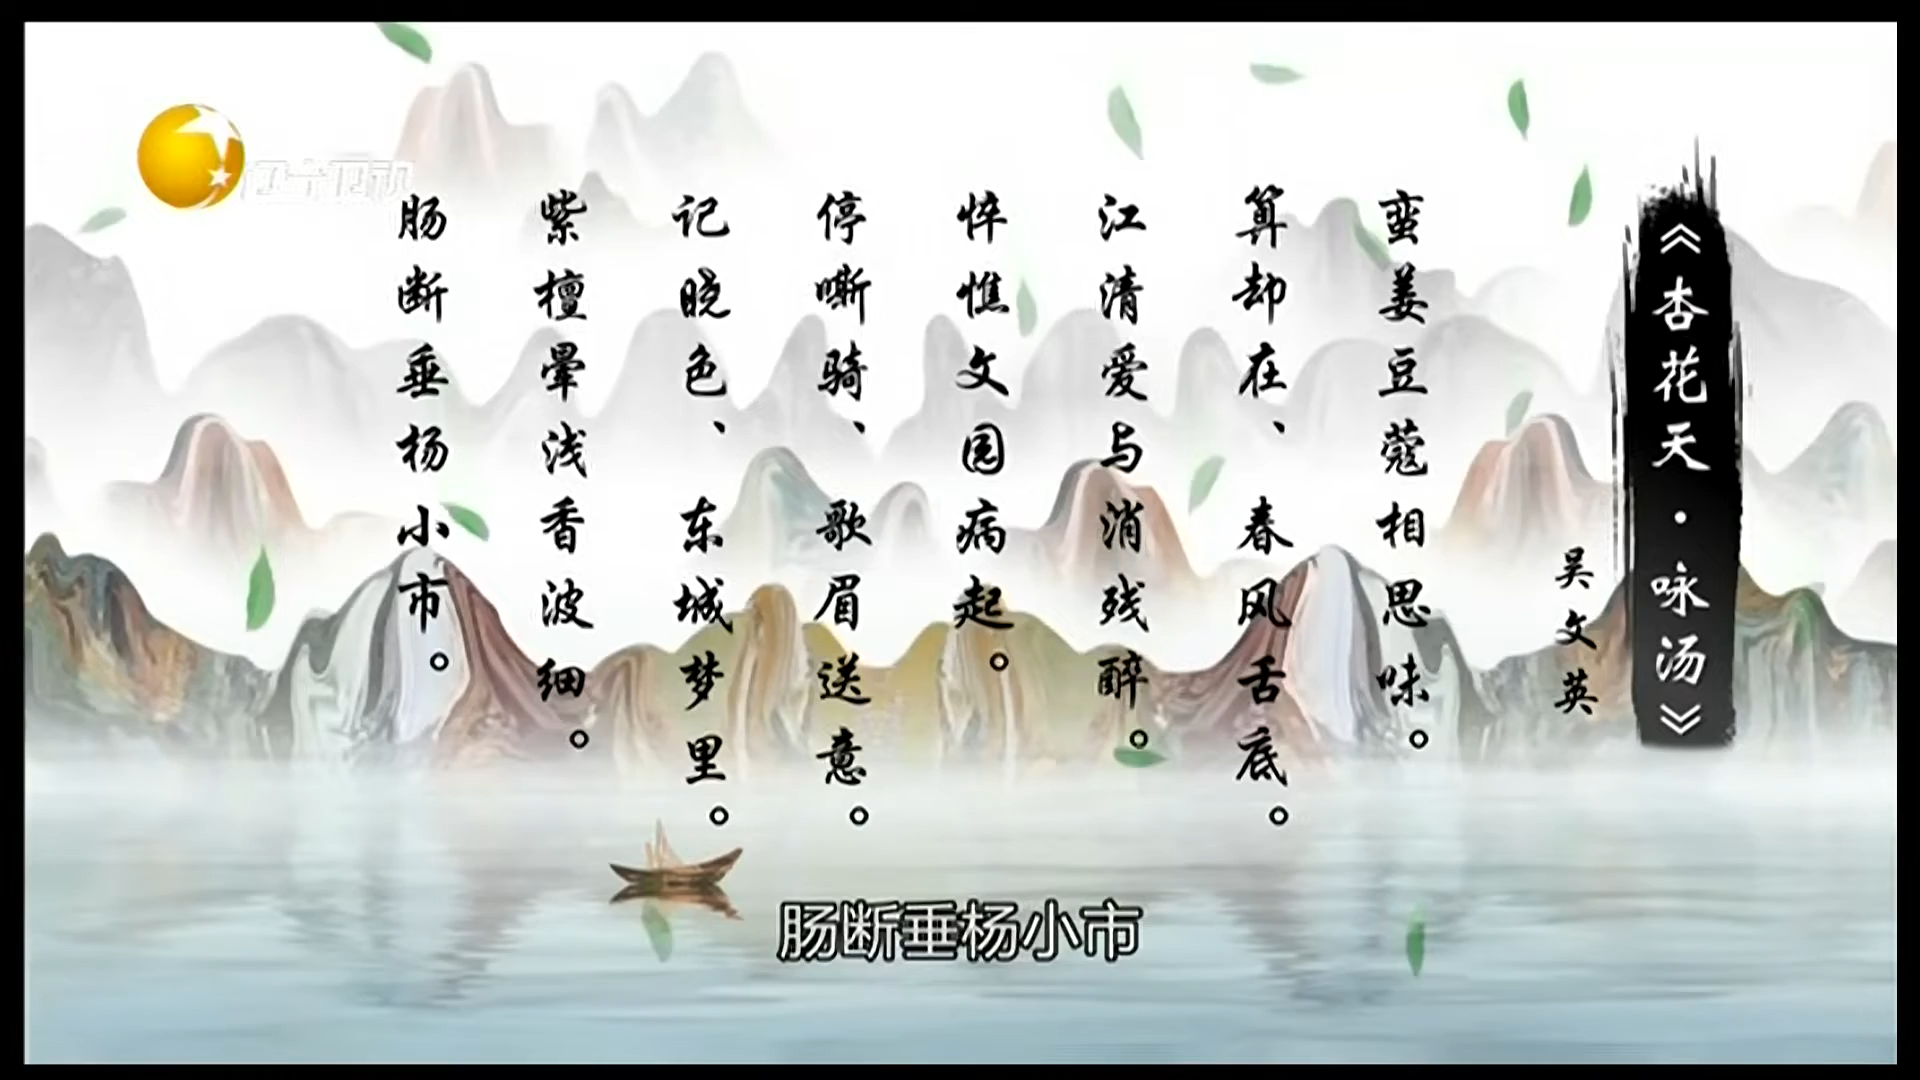 《杏花天·咏汤》
吴文英
蛮姜豆蔻相思味。
算却在、春风舌底。
江清爱与消残醉。
悴憔文园病起。
停嘶骑、歌眉送意。
记晓色、东城梦里。
紫檀晕浅香波细。
肠断垂杨小市。
肠断垂杨小市